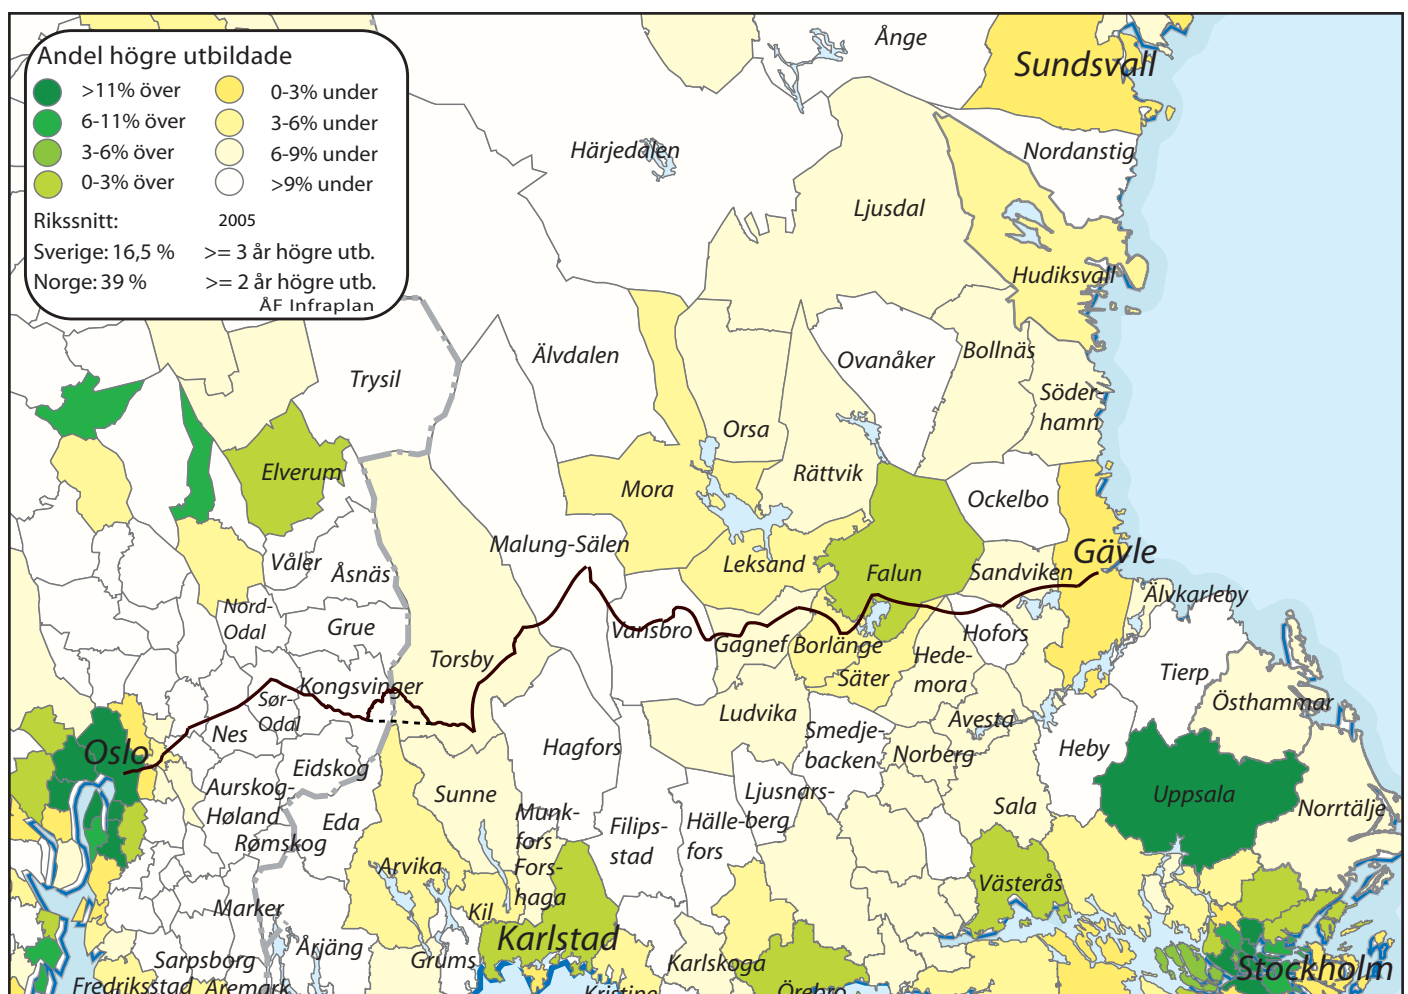 Andel högre utbildade
>11% över
0-3% under
6-11% över
3-6% under
3-6% över
6-9% under
0-3% över
>9% under
Rikssnitt:
2005
Sverige: 16,5 %
>= 3 år högre utb.
Norge: 39 %
>= 2 år högre utb.
ÅF Infraplan
Ånge
Sundsvall
Härjedalen
Nordanstig
Ljusdal
Hudiksvall
Älvdalen
Ovanåker
Bollnäs
Trysil
Söder-
hamn
Orsa
Elverum
Mora
Rättvik
Ockelbo
Malung-Sälen
Gävle
Våler
Åsnäs
Leksand
Falun
Sandviken
Älvkarleby
Nord-
Odal
Grue
Vansbro
Gagnef
Borlänge
Hofors
Torsby
Hede-
mora
Säter
Tierp
Kongsvinger
Sør-
Odal
Östhammar
Nes
Ludvika
Avesta
Smedje-
backen
Oslo
Hagfors
Norberg
Heby
Eidskog
Aurskog-
Høland
Sunne
Ljusnars-
berg
Uppsala
Rømskog
Eda
Munk-
fors
Filips-
stad
Hälle-
fors
Sala
Norrtälje
Arvika
Fors-
haga
Västerås
Marker
Kil
Karlstad
Årjäng
Sarpsborg
Grums
Karlskoga
Stockholm
Fredriksstad
Aremark
Kristine
Örebro